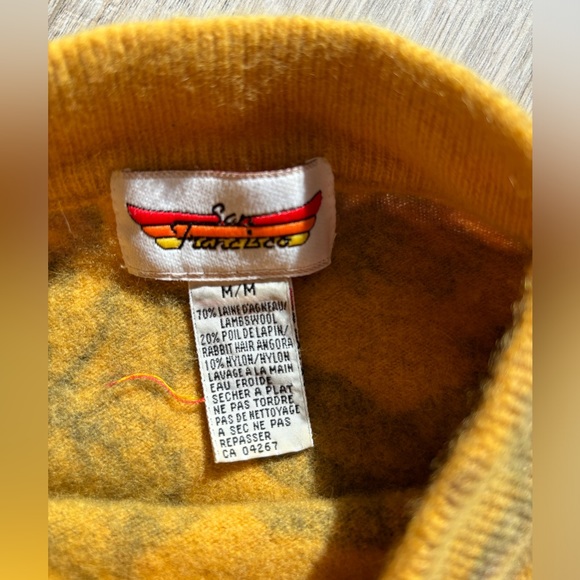 San
Francisco
M/M
70% LAINE D'AGNEAU/
LAMBSWOOL
20% POIL DE LAPIN/
RABBIT HAIR ANGORA
10% NYLON/NYLON
LAVAGE A LA MAIN
EAU FROIDE
SECHER A PLAT
NE PAS TORDRE
PAS DE NETTOYAGE
A SEC NE PAS
REPASSER
CA 04267